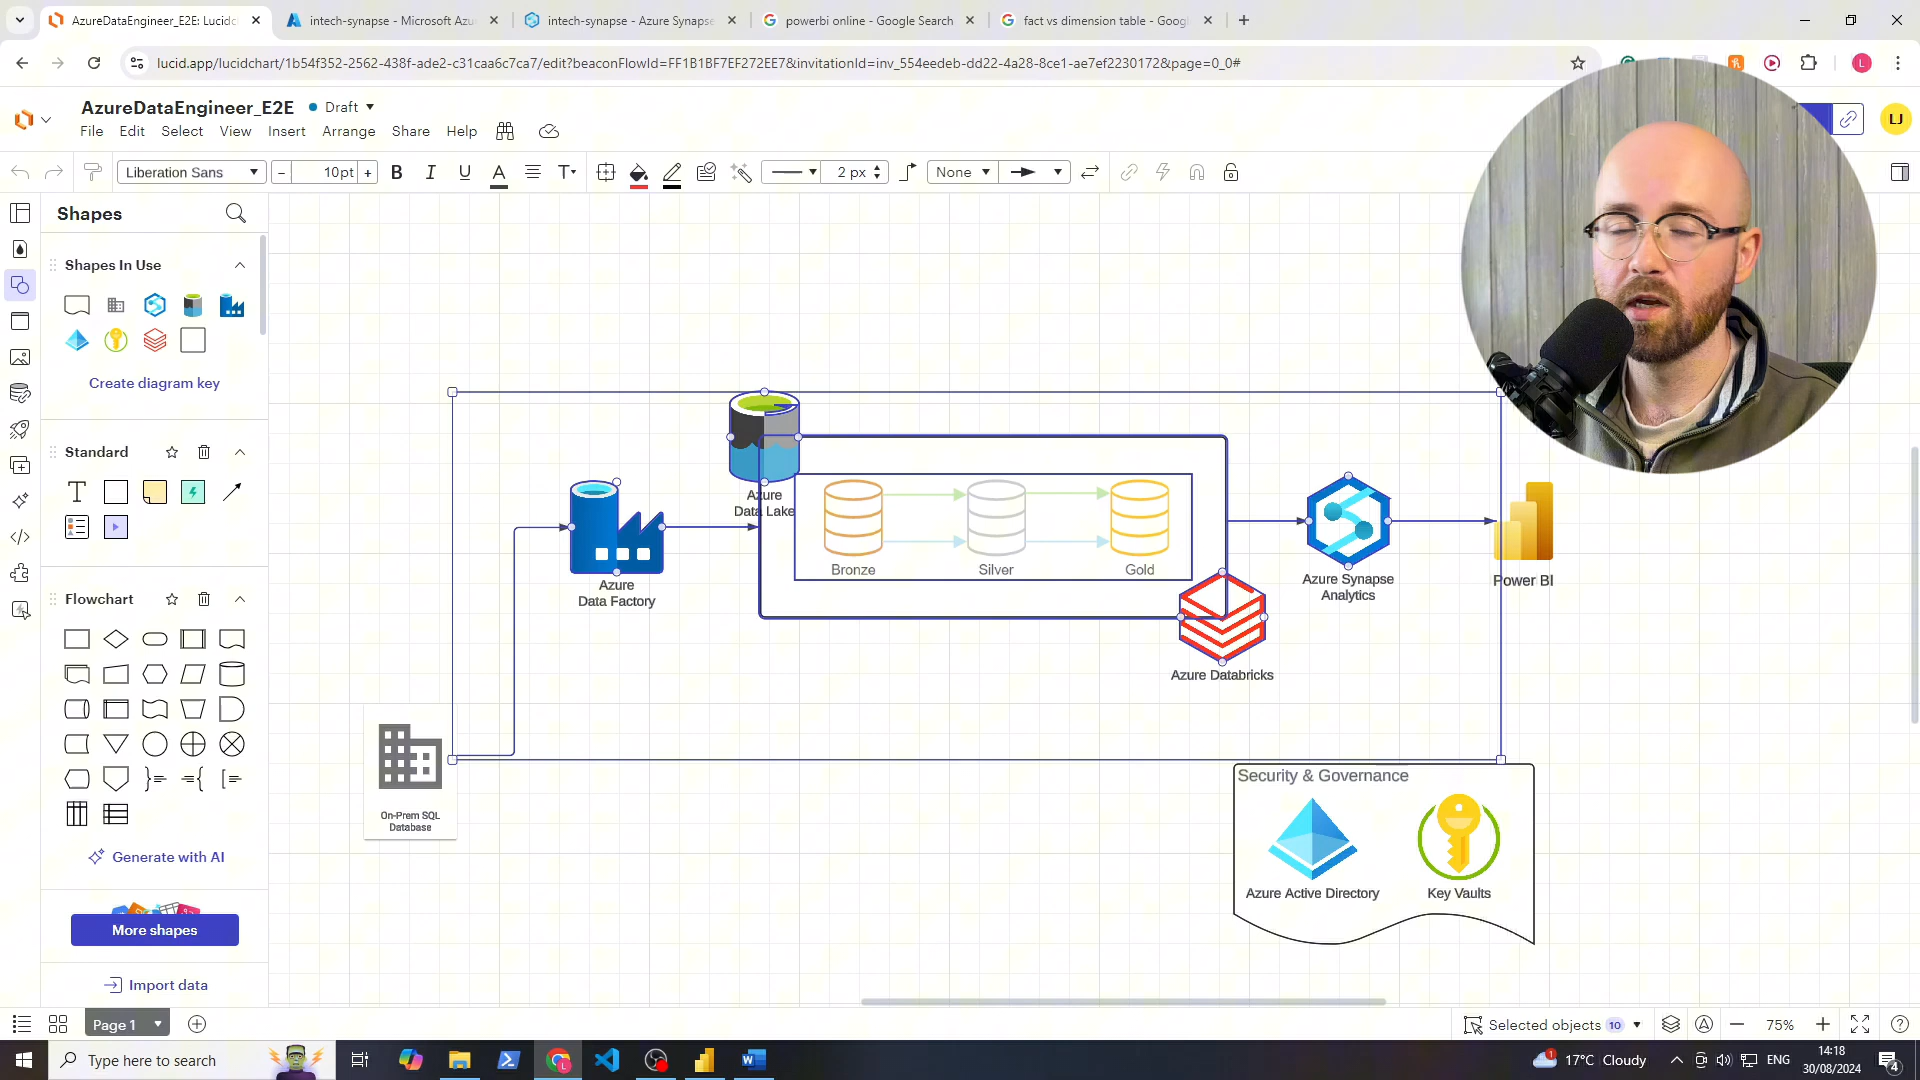 AzureDataEngineer_E2E: Lucidc
intech-synapse - Microsoft Azu
intech-synapse - Azure Synapse
powerbi online - Google Search
fact vs dimension table - Googl
lucid.app/lucidchart/1b54f352-2562-438f-ade2-c31caa6c7ca7/edit?beaconFlowId=FF1B1BF7EF272EE7&invitationId=inv_554eedeb-dd22-4a28-8ce1-ae7ef2230172&page=0_0#
L
AzureDataEngineer_E2E
Draft
LJ
File Edit Select View Insert Arrange Share Help
Liberation Sans
10pt
B I U A T
2 px
None
Shapes
Shapes In Use
Create diagram key
Standard
T
Flowchart
Generate with AI
More shapes
Import data
Azure
Data Lake
Azure
Data Factory
Bronze
Silver
Gold
Azure Synapse
Analytics
Power BI
Azure Databricks
On-Prem SQL
Database
Security & Governance
Azure Active Directory
Key Vaults
Page 1
Selected objects 10
75%
Type here to search
1
17°C Cloudy
ENG
14:18
30/08/2024
4